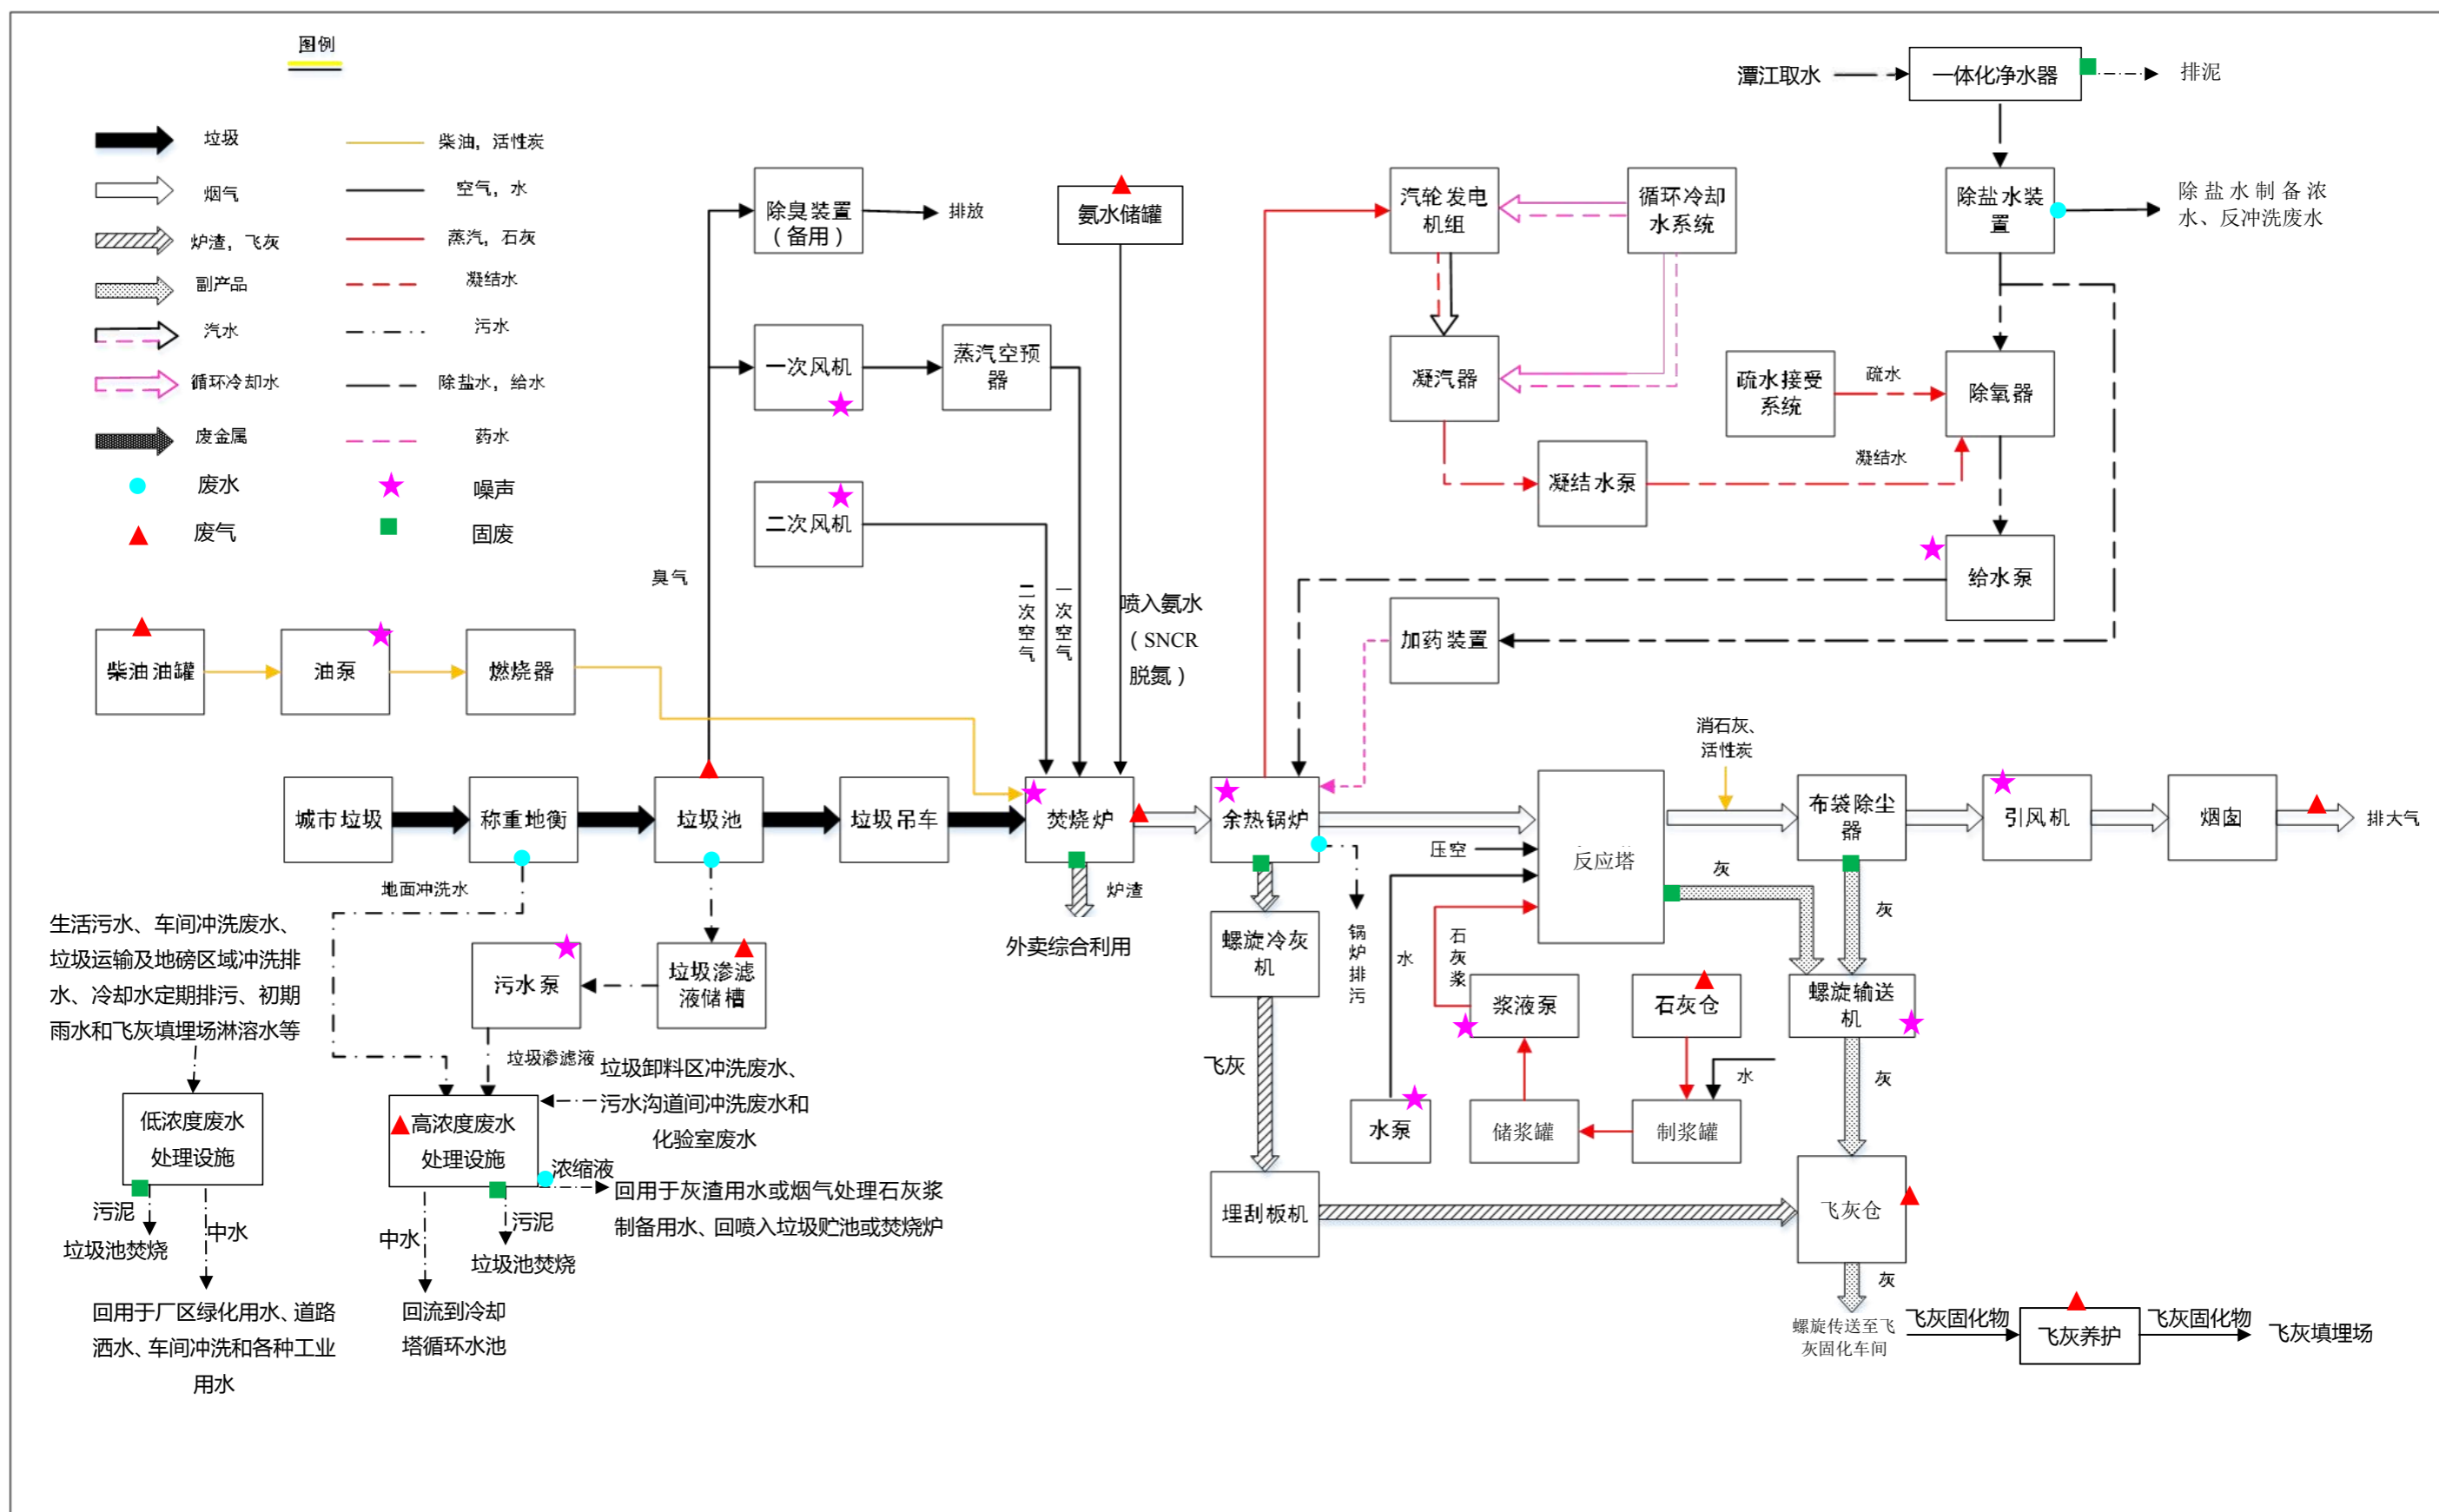 图例
垃圾
烟气
炉渣，飞灰
副产品
汽水
循环冷却水
废金属
废水
废气
柴油，活性炭
空气，水
蒸汽，石灰
凝结水
污水
除盐水，给水
药水
噪声
固废
潭江取水
一体化净水器
排泥
除臭装置
（备用）
排放
氨水储罐
汽轮发电
机组
循环冷却
水系统
除盐水装
置
除盐水制备浓
水、反冲洗废水
一次风机
蒸汽空预
器
凝汽器
疏水接受
系统
疏水
除氧器
二次风机
凝结水泵
凝结水
给水泵
臭气
二次空气
一次空气
喷入氨水
（SNCR
脱氮）
加药装置
柴油油罐
油泵
燃烧器
消石灰、
活性炭
城市垃圾
称重地衡
垃圾池
垃圾吊车
焚烧炉
余热锅炉
压空
反应塔
布袋除尘
器
引风机
烟囱
排大气
地面冲洗水
炉渣
外卖综合利用
锅炉排污
灰
灰
生活污水、车间冲洗废水、
垃圾运输及地磅区域冲洗排
水、冷却水定期排污、初期
雨水和飞灰填埋场淋溶水等
污水泵
垃圾渗滤
液储槽
螺旋冷灰
机
水
石灰浆
浆液泵
石灰仓
螺旋输送
机
垃圾渗滤液
垃圾卸料区冲洗废水、
污水沟道间冲洗废水和
化验室废水
飞灰
水
灰
低浓度废水
处理设施
高浓度废水
处理设施
水泵
储浆罐
制浆罐
浓缩液
回用于灰渣用水或烟气处理石灰浆
制备用水、回喷入垃圾贮池或焚烧炉
污泥
垃圾池焚烧
中水
中水
污泥
垃圾池焚烧
埋刮板机
飞灰仓
灰
回用于厂区绿化用水、道路
洒水、车间冲洗和各种工业
用水
回流到冷却
塔循环水池
螺旋传送至飞
灰固化车间
飞灰固化物
飞灰养护
飞灰固化物
飞灰填埋场